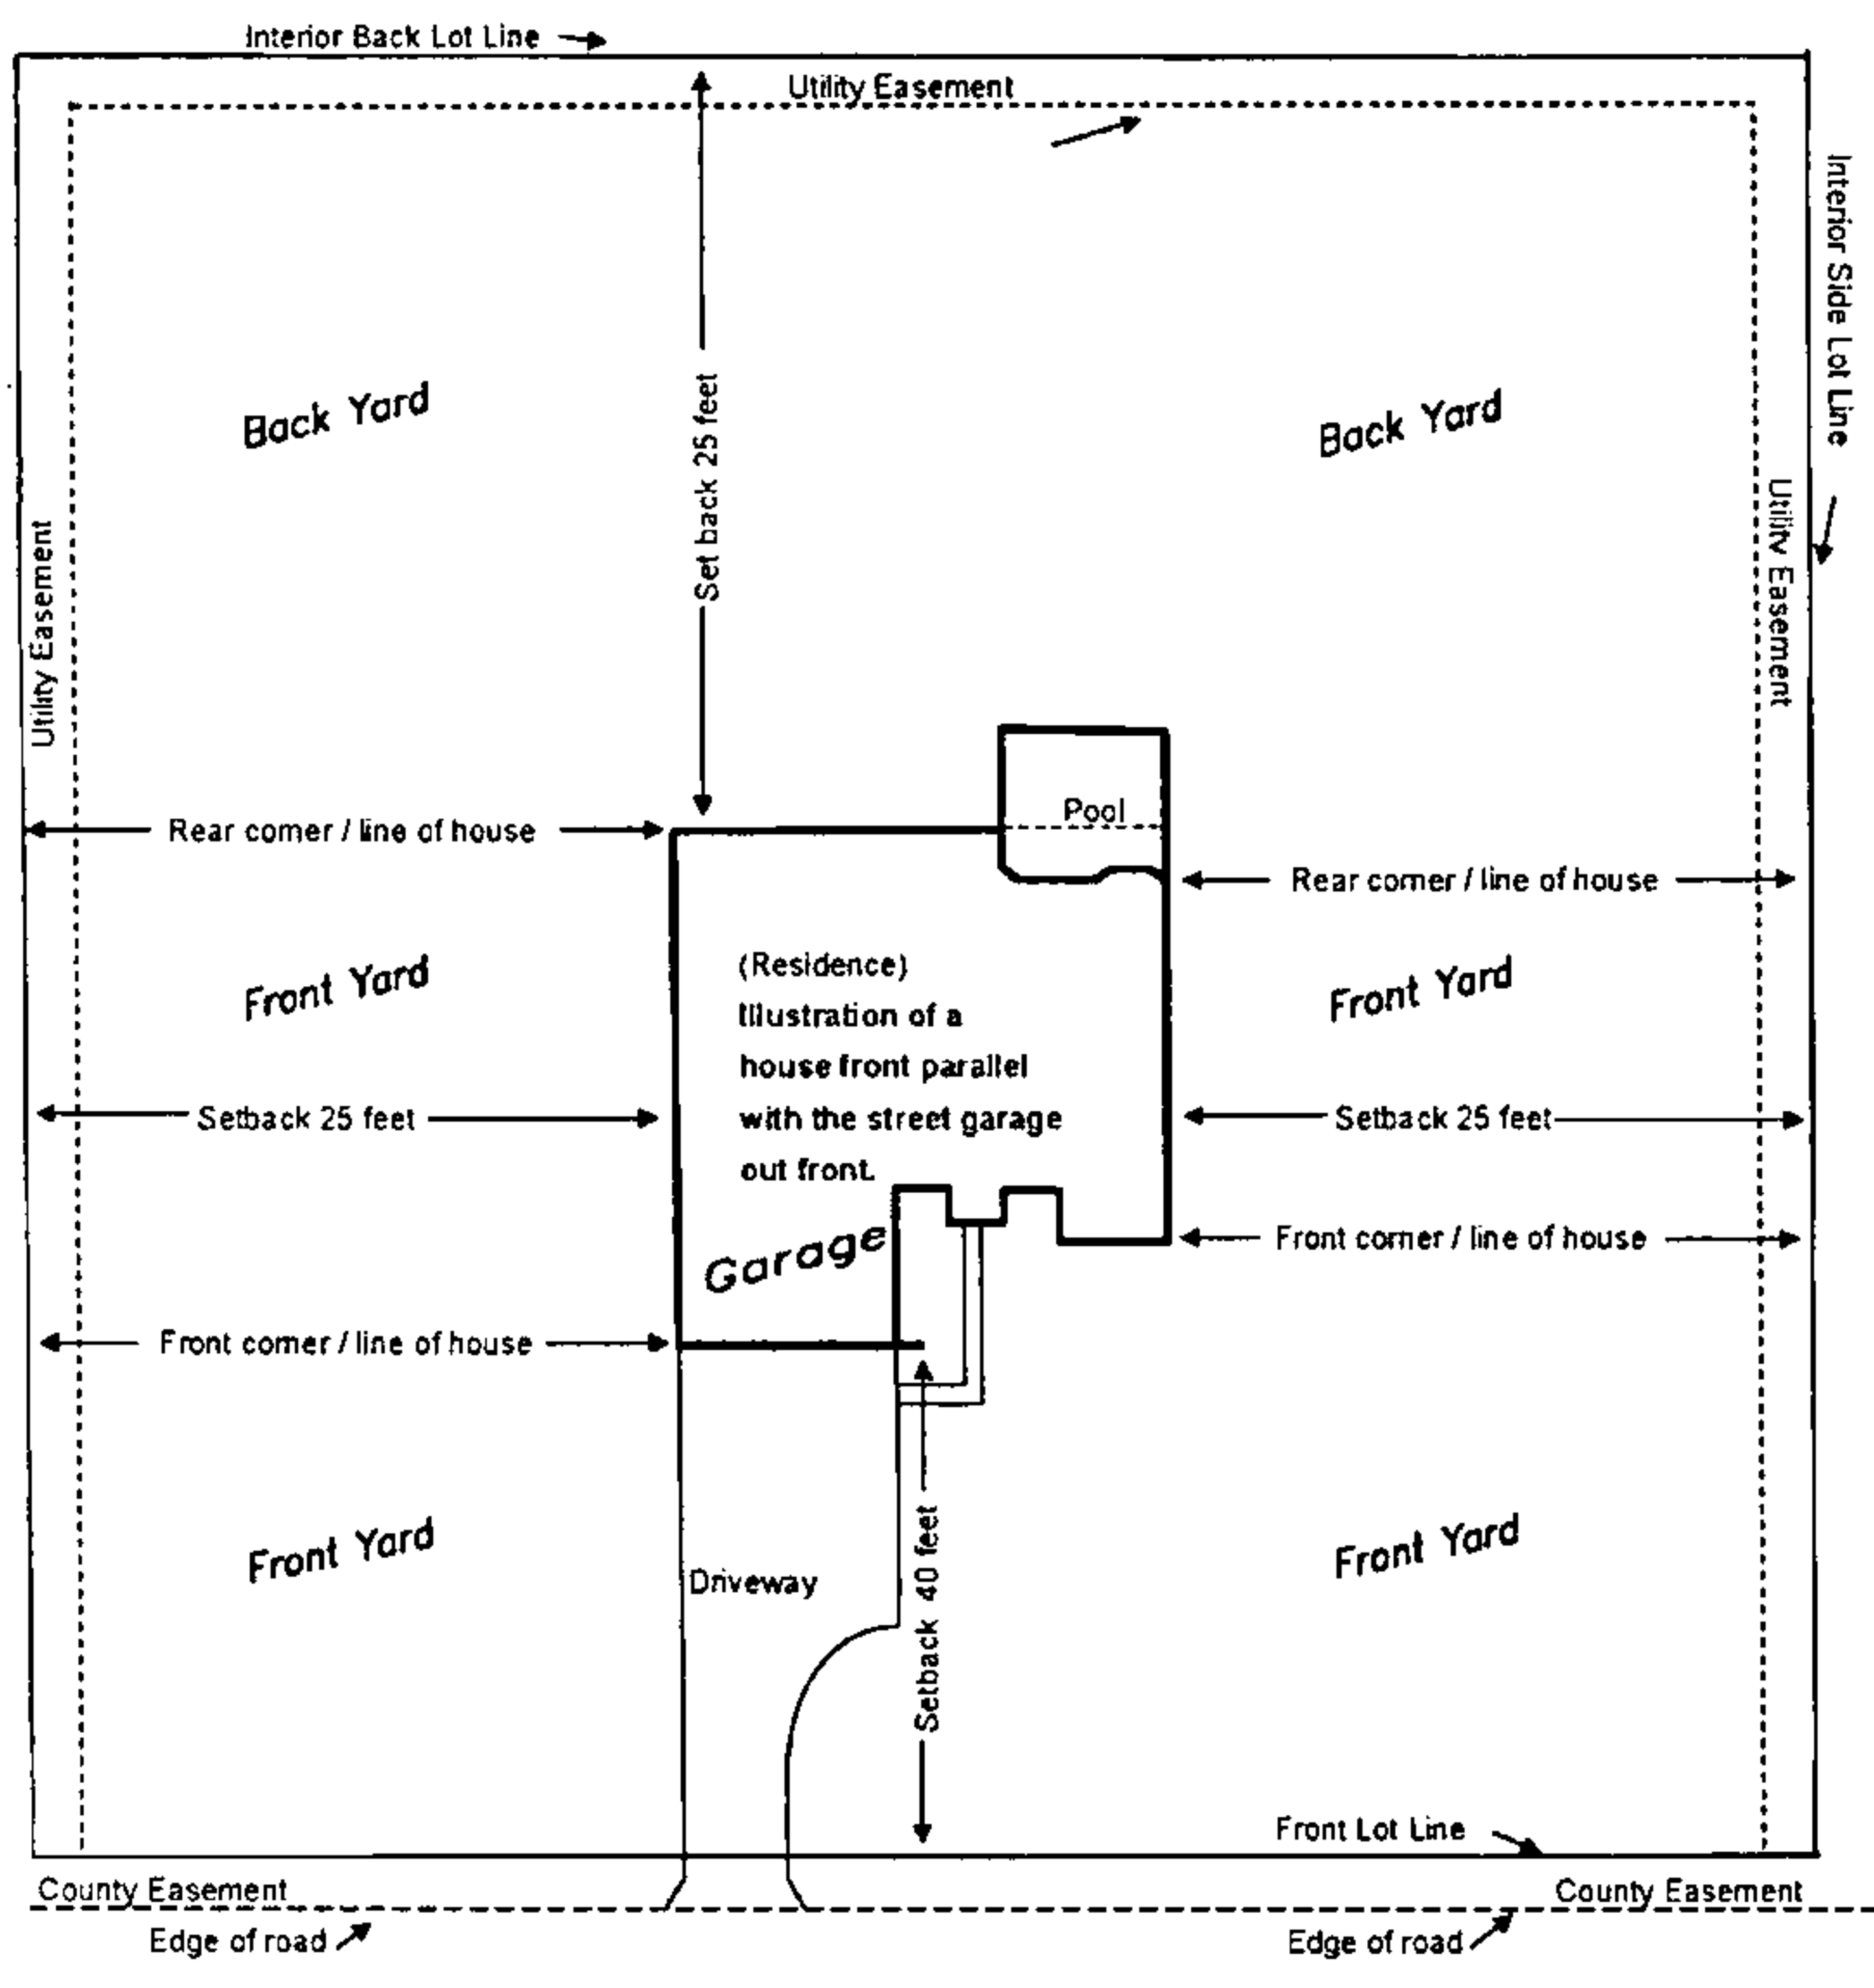 Interior Back Lot Line
Utility Easement
Interior Side Lot Line
Set back 25 feet
Back Yard
Back Yard
Utility Easement
Utility Easement
Pool
Rear corner / line of house
Rear corner / line of house
(Residence)
Illustration of a
house front parallel
with the street garage
out front.
Front Yard
Front Yard
Setback 25 feet
Setback 25 feet
Garage
Front corner / line of house
Front corner / line of house
Front Yard
Driveway
Setback 40 feet
Front Yard
Front Lot Line
County Easement
County Easement
Edge of road
Edge of road